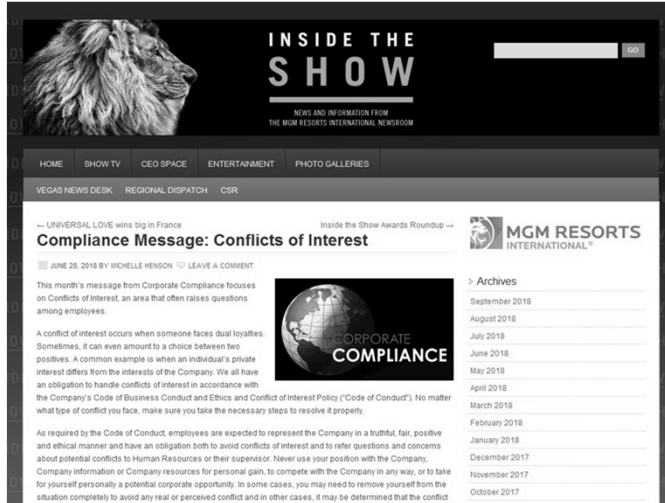 INSIDE THE
SHOW
NEWS AND INFORMATION FROM
THE MGM RESORTS INTERNATIONAL NEWSROOM
GO
HOME SHOW TV CEO SPACE ENTERTAINMENT PHOTO GALLERIES
VEGAS NEWS DESK REGIONAL DISPATCH CSR
← UNIVERSAL LOVE wins big in France Inside the Show Awards Roundup →
Compliance Message: Conflicts of Interest
JUNE 28, 2018 BY MICHELLE HENSON LEAVE A COMMENT
This month's message from Corporate Compliance focuses
on Conflicts of Interest, an area that often raises questions
among employees.
A conflict of interest occurs when someone faces dual loyalties.
Sometimes, it can even amount to a choice between two
positives. A common example is when an individual's private
interest differs from the interests of the Company. We all have
an obligation to handle conflicts of interest in accordance with
the Company's Code of Business Conduct and Ethics and Conflict of Interest Policy ("Code of Conduct"). No matter
what type of conflict you face, make sure you take the necessary steps to resolve it properly.
As required by the Code of Conduct, employees are expected to represent the Company in a truthful, fair, positive
and ethical manner and have an obligation both to avoid conflicts of interest and to refer questions and concerns
about potential conflicts to Human Resources or their supervisor. Never use your position with the Company,
Company information or Company resources for personal gain, to compete with the Company in any way, or to take
for yourself personally a potential corporate opportunity. In some cases, you may need to remove yourself from the
situation completely to avoid any real or perceived conflict and in other cases, it may be determined that the conflict
CORPORATE
COMPLIANCE
MGM RESORTS
INTERNATIONAL®
> Archives
September 2018
August 2018
July 2018
June 2018
May 2018
April 2018
March 2018
February 2018
January 2018
December 2017
November 2017
October 2017